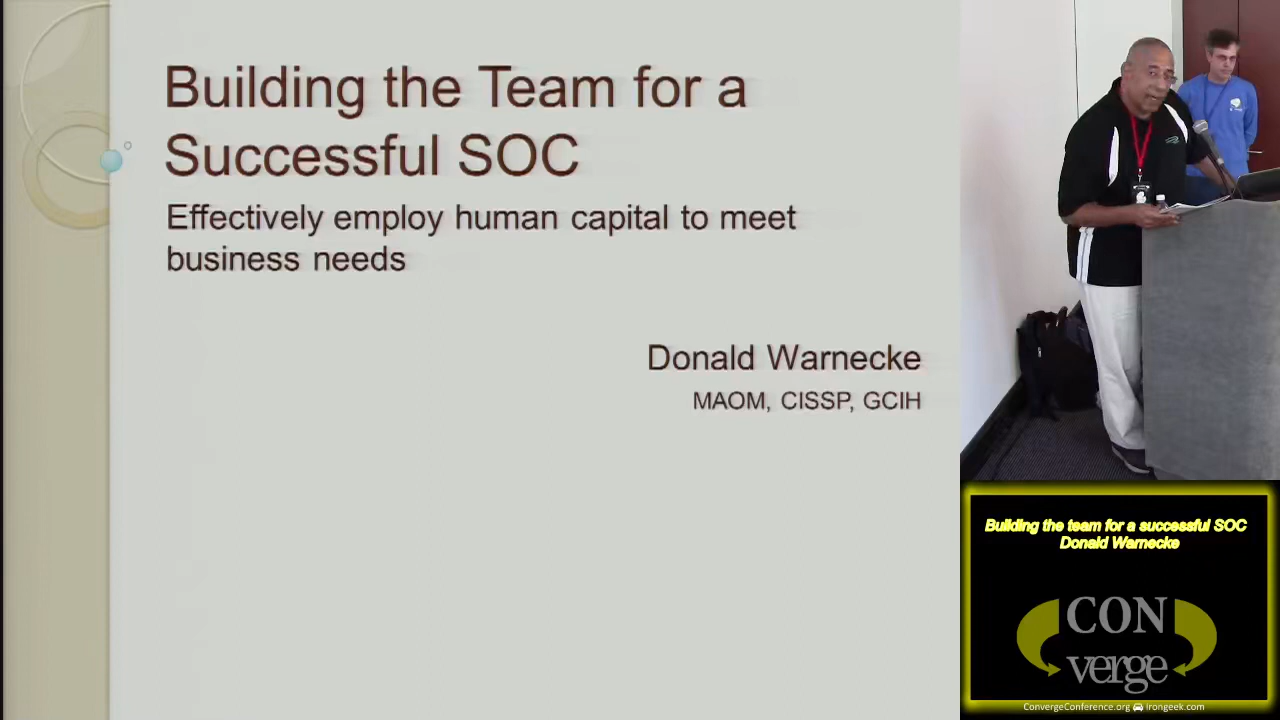 Building the Team for a
Successful SOC
Effectively employ human capital to meet
business needs
Donald Warnecke
MAOM, CISSP, GCIH
Building the team for a successful SOC
Donald Warnecke
CON
verge
ConvergeConference.org irongeek.com